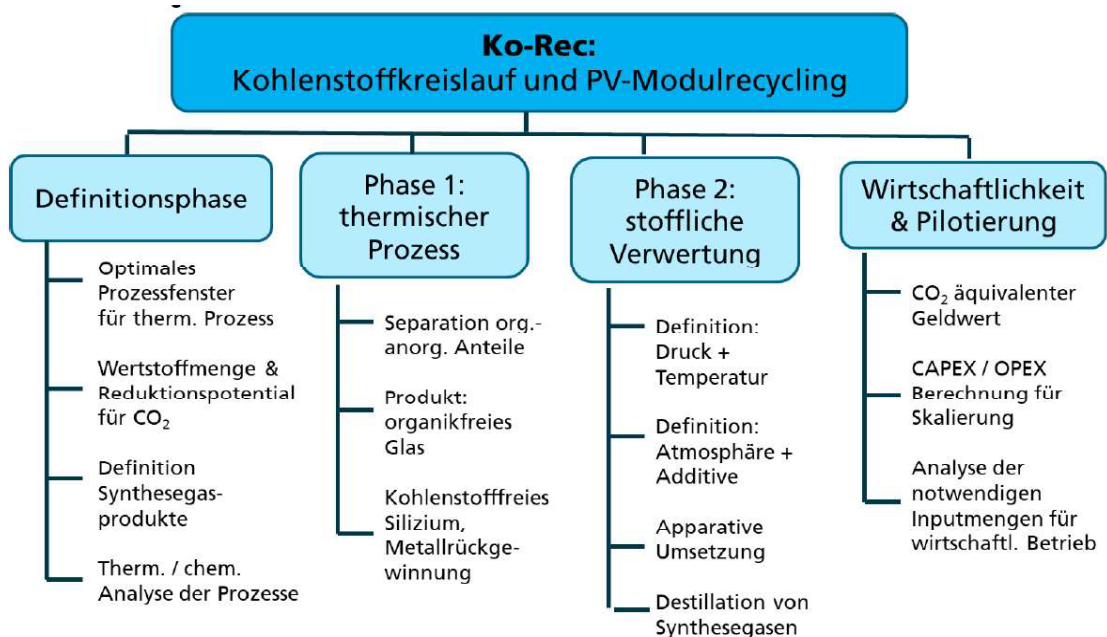 Ko-Rec:
Kohlenstoffkreislauf und PV-Modulrecycling
Definitionsphase
Optimales
Prozessfenster
für therm. Prozess
Wertstoffmenge &
Reduktionspotential
für CO₂
Definition
Synthesegas-
produkte
Therm. / chem.
Analyse der Prozesse
Phase 1:
thermischer
Prozess
Separation org.-
anorg. Anteile
Produkt:
organikfreies
Glas
Kohlenstofffreies
Silizium,
Metallrückge-
winnung
Phase 2:
stoffliche
Verwertung
Definition:
Druck +
Temperatur
Definition:
Atmosphäre +
Additive
Apparative
Umsetzung
Destillation von
Synthesegasen
Wirtschaftlichkeit
& Pilotierung
CO₂ äquivalenter
Geldwert
CAPEX / OPEX
Berechnung für
Skalierung
Analyse der
notwendigen
Inputmengen für
wirtschaftl. Betrieb